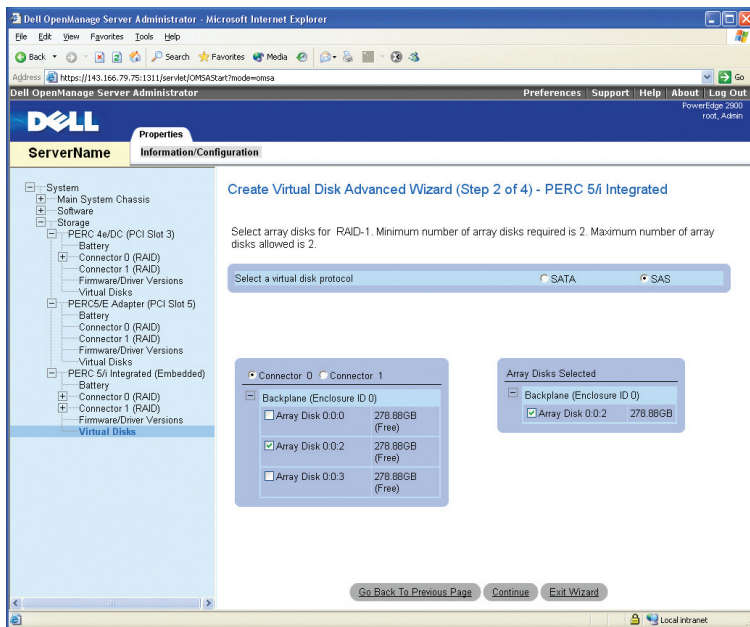 Dell OpenManage Server Administrator - Microsoft Internet Explorer
File Edit View Favorites Tools Help
Back Search Favorites Media
Address https://143.166.79.75:1311/servlet/OMSAStart?mode=omsa Go
Dell OpenManage Server Administrator Preferences | Support | Help | About | Log Out
PowerEdge 2900
root, Admin
DELL
Properties
ServerName Information/Configuration
System
Main System Chassis
Software
Storage
PERC 4e/DC (PCI Slot 3)
Battery
Connector 0 (RAID)
Connector 1 (RAID)
Firmware/Driver Versions
Virtual Disks
PERC5/E Adapter (PCI Slot 5)
Battery
Connector 0 (RAID)
Connector 1 (RAID)
Firmware/Driver Versions
Virtual Disks
PERC 5/i Integrated (Embedded)
Battery
Connector 0 (RAID)
Connector 1 (RAID)
Firmware/Driver Versions
Virtual Disks
Create Virtual Disk Advanced Wizard (Step 2 of 4) - PERC 5/i Integrated
Select array disks for RAID-1. Minimum number of array disks required is 2. Maximum number of array
disks allowed is 2.
Select a virtual disk protocol SATA SAS
Connector 0 Connector 1
Backplane (Enclosure ID 0)
Array Disk 0:0:0 278.88GB
(Free)
Array Disk 0:0:2 278.88GB
(Free)
Array Disk 0:0:3 278.88GB
(Free)
Array Disks Selected
Backplane (Enclosure ID 0)
Array Disk 0:0:2 278.88GB
Go Back To Previous Page Continue Exit Wizard
Local intranet